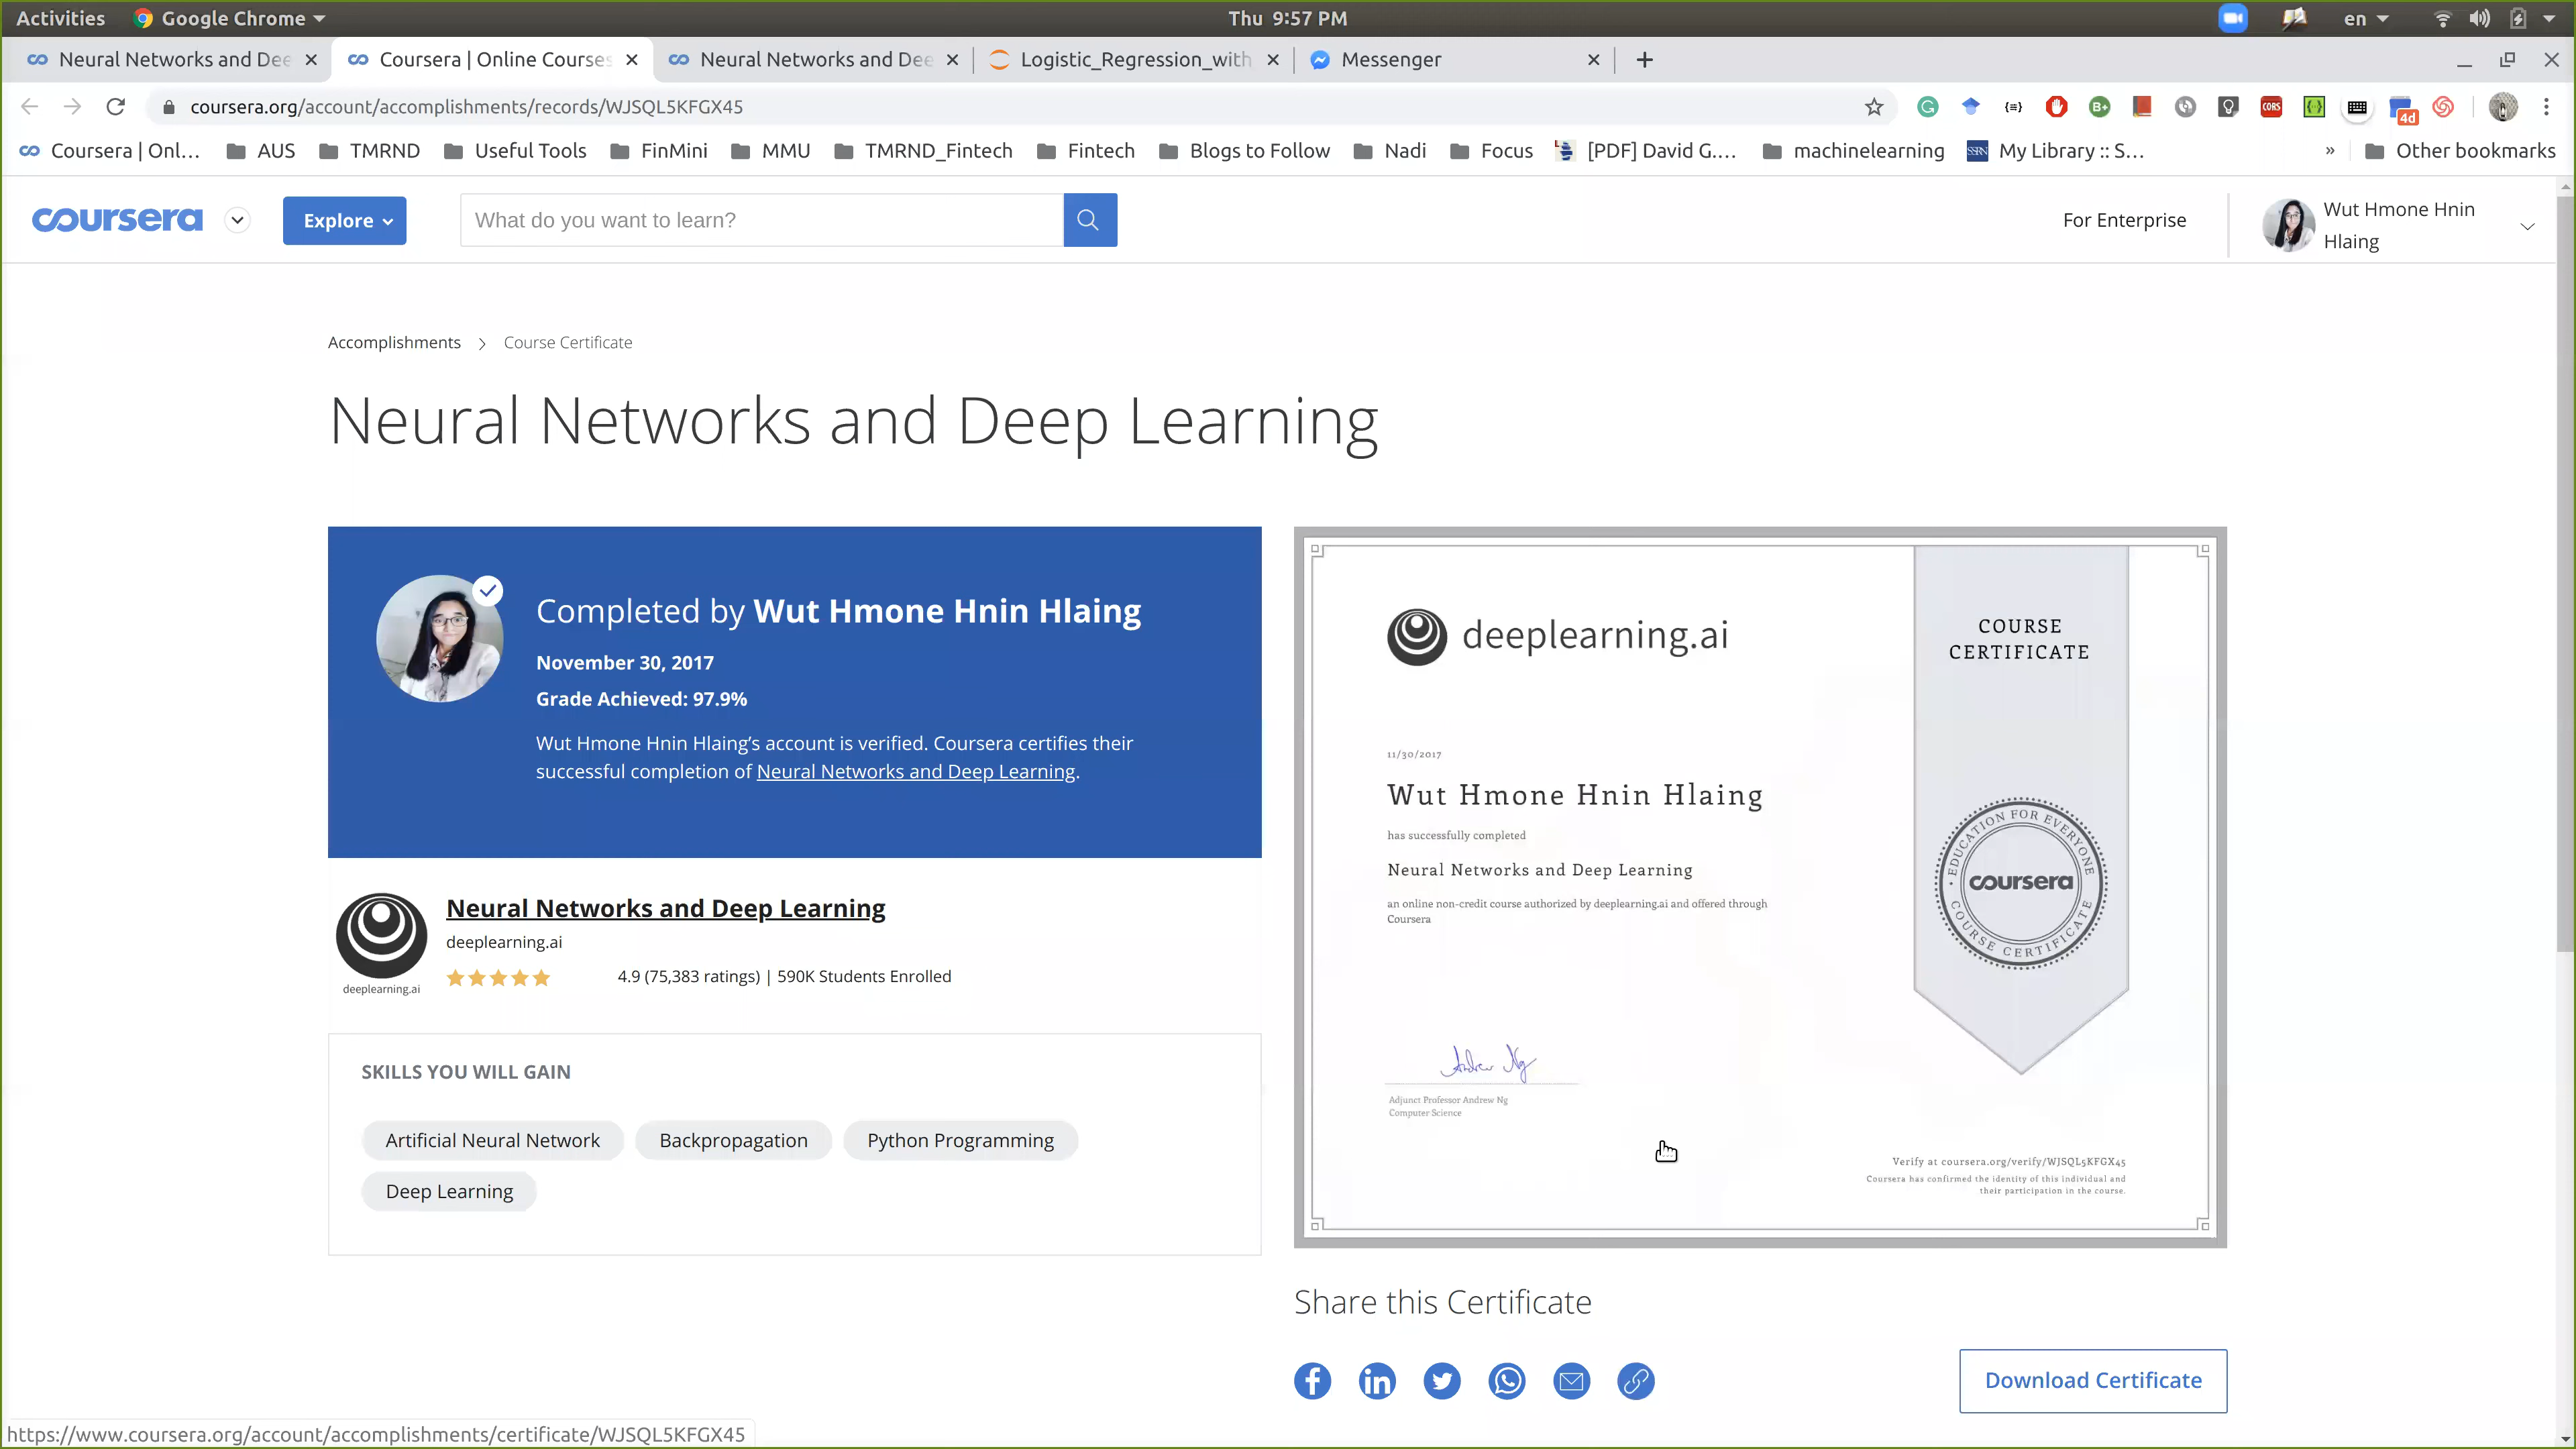 Activities Google Chrome Thu 9:57 PM en
Neural Networks and Dee Coursera | Online Courses Neural Networks and Dee Logistic_Regression_with Messenger
coursera.org/account/accomplishments/records/WJSQL5KFGX45 4d
Coursera | Onl... AUS TMRND Useful Tools FinMini MMU TMRND_Fintech Fintech Blogs to Follow Nadi Focus [PDF] David G.... machinelearning SSRN My Library :: S... » Other bookmarks
coursera Explore What do you want to learn? For Enterprise Wut Hmone Hnin
Hlaing
Accomplishments > Course Certificate
Neural Networks and Deep Learning
Completed by Wut Hmone Hnin Hlaing
November 30, 2017
Grade Achieved: 97.9%
Wut Hmone Hnin Hlaing's account is verified. Coursera certifies their
successful completion of Neural Networks and Deep Learning.
Neural Networks and Deep Learning
deeplearning.ai
4.9 (75,383 ratings) | 590K Students Enrolled
deeplearning.ai
SKILLS YOU WILL GAIN
Artificial Neural Network Backpropagation Python Programming
Deep Learning
deeplearning.ai
COURSE
CERTIFICATE
11/30/2017
Wut Hmone Hnin Hlaing
has successfully completed
Neural Networks and Deep Learning
an online non-credit course authorized by deeplearning.ai and offered through
Coursera
EDUCATION FOR EVERYONE
coursera
COURSE CERTIFICATE
Andrew Ng
Adjunct Professor Andrew Ng
Computer Science
Verify at coursera.org/verify/WJSQL5KFGX45
Coursera has confirmed the identity of this individual and
their participation in the course.
Share this Certificate
Download Certificate
https://www.coursera.org/account/accomplishments/certificate/WJSQL5KFGX45